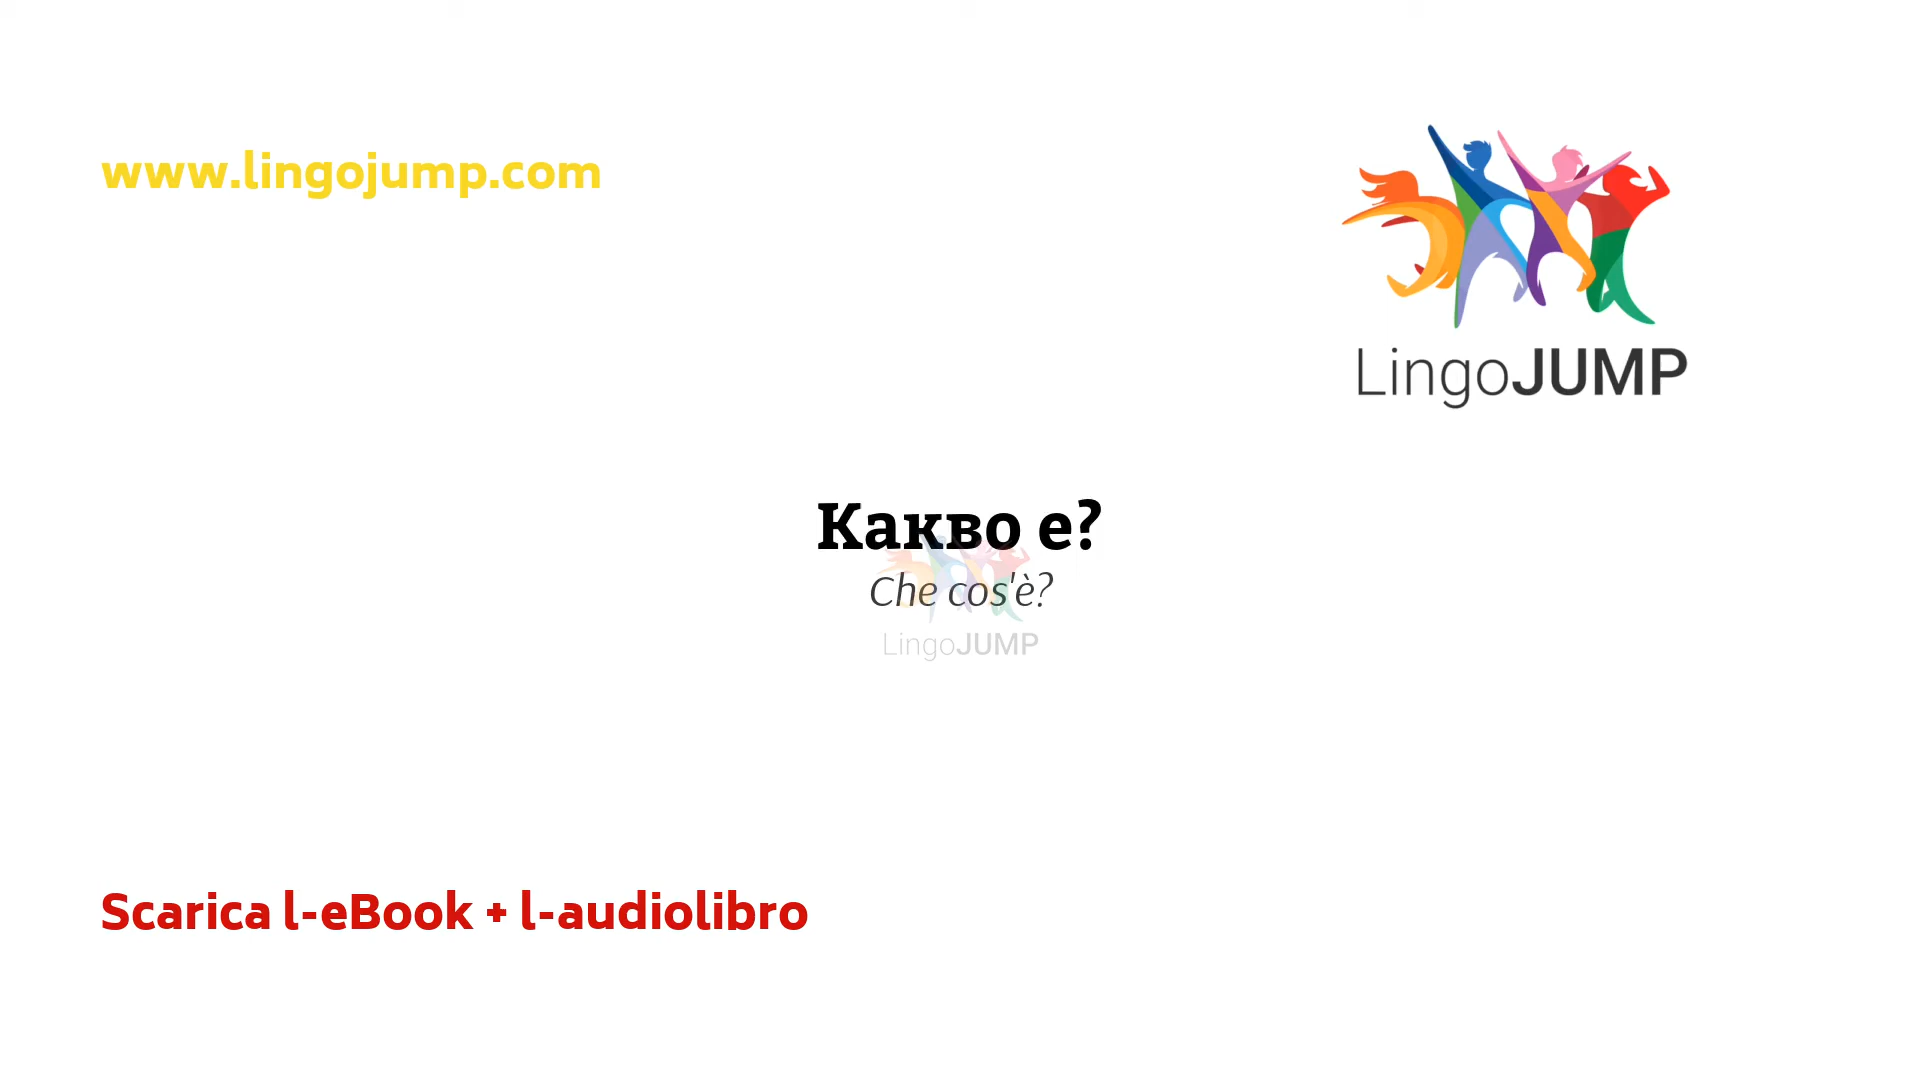 www.lingojump.com
LingoJUMP
Какво е?
Che cos'è?
LingoJUMP
Scarica l-eBook + l-audiolibro